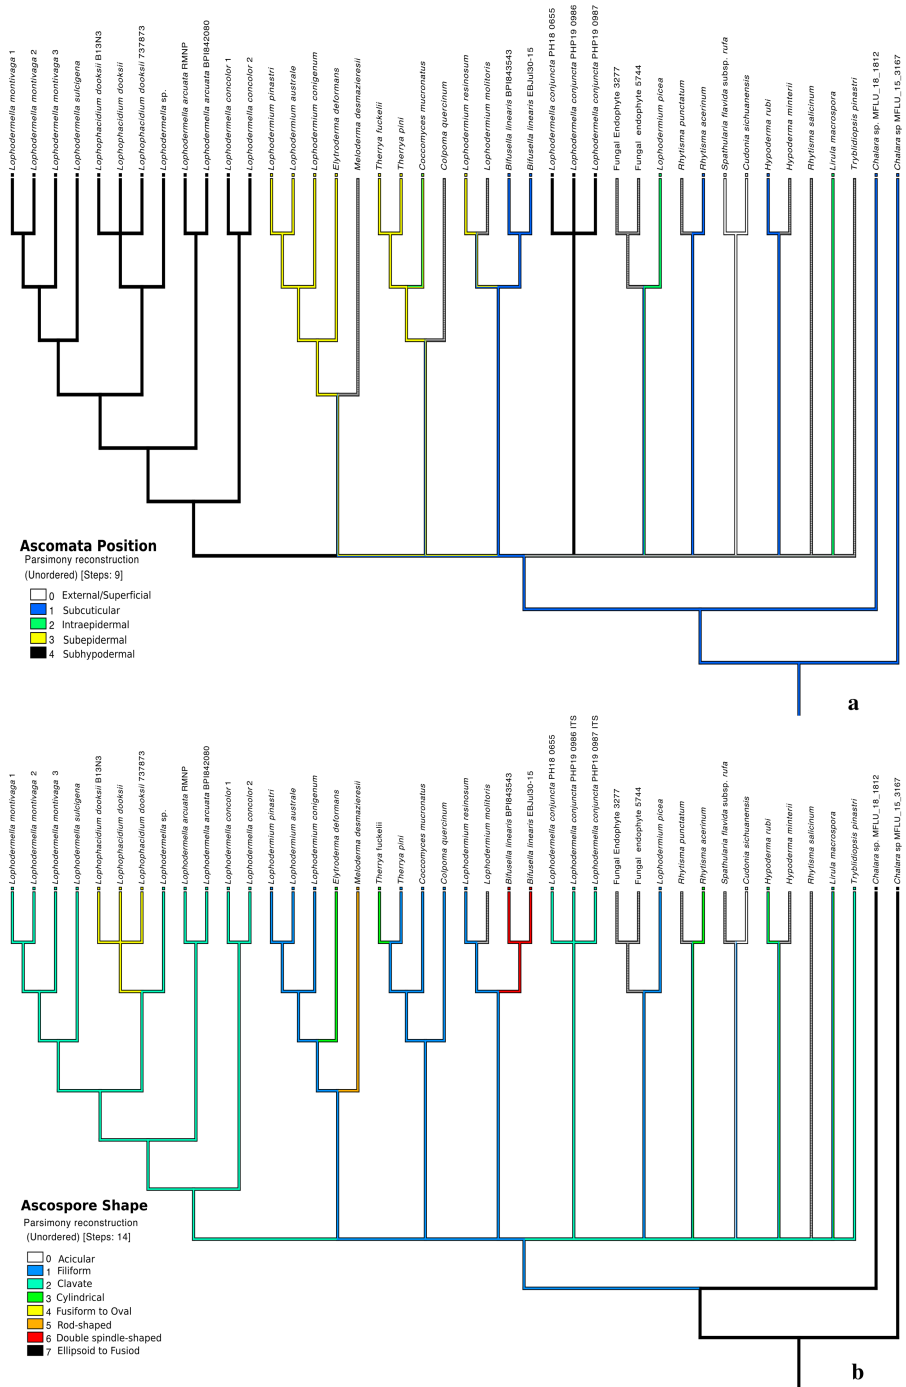 Lophodermella montivaga 1
Lophodermella montivaga 2
Lophodermella montivaga 3
Lophodermella sulcigena
Lophophacidium dooksii B13N3
Lophophacidium dooksii
Lophophacidium dooksii 737873
Lophodermella sp.
Lophodermella arcuata RMNP
Lophodermella arcuata BPI842080
Lophodermella concolor 1
Lophodermella concolor 2
Lophodermium pinastri
Lophodermium australe
Lophodermium conigenum
Elytroderma deformans
Meloderma desmazieresii
Therrya fuckelii
Therrya pini
Coccomyces mucronatus
Colpoma quercinum
Lophodermium resinosum
Lophodermium molitoris
Bifusella linearis BPI843543
Bifusella linearis EBJul30-15
Lophodermella conjuncta PH18 0655
Lophodermella conjuncta PHP19 0986
Lophodermella conjuncta PHP19 0987
Fungal Endophyte 3277
Fungal endophyte 5744
Lophodermium picea
Rhytisma punctatum
Rhytisma acerinum
Spathularia flavida subsp. rufa
Cudonia sichuanensis
Hypoderma rubi
Hypoderma minterii
Rhytisma salicinum
Lirula macrospora
Tryblidiopsis pinastri
Chalara sp. MFLU_18_1812
Chalara sp MFLU_15_3167
Ascomata Position
Parsimony reconstruction
(Unordered) [Steps: 9]
0 External/Superficial
1 Subcuticular
2 Intraepidermal
3 Subepidermal
4 Subhypodermal
a
Lophodermella montivaga 1
Lophodermella montivaga 2
Lophodermella montivaga 3
Lophodermella sulcigena
Lophophacidium dooksii B13N3
Lophophacidium dooksii
Lophophacidium dooksii 737873
Lophodermella sp.
Lophodermella arcuata RMNP
Lophodermella arcuata BPI842080
Lophodermella concolor 1
Lophodermella concolor 2
Lophodermium pinastri
Lophodermium australe
Lophodermium conigenum
Elytroderma deformans
Meloderma desmazieresii
Therrya fuckelii
Therrya pini
Coccomyces mucronatus
Colpoma quercinum
Lophodermium resinosum
Lophodermium molitoris
Bifusella linearis BPI843543
Bifusella linearis EBJul30-15
Lophodermella conjuncta PH18 0655
Lophodermella conjuncta PHP19 0986 ITS
Lophodermella conjuncta PHP19 0987 ITS
Fungal Endophyte 3277
Fungal endophyte 5744
Lophodermium picea
Rhytisma punctatum
Rhytisma acerinum
Spathularia flavida subsp. rufa
Cudonia sichuanensis
Hypoderma rubi
Hypoderma minterii
Rhytisma salicinum
Lirula macrospora
Tryblidiopsis pinastri
Chalara sp. MFLU_18_1812
Chalara sp MFLU_15_3167
Ascospore Shape
Parsimony reconstruction
(Unordered) [Steps: 14]
0 Acicular
1 Filiform
2 Clavate
3 Cylindrical
4 Fusiform to Oval
5 Rod-shaped
6 Double spindle-shaped
7 Ellipsoid to Fusiod
b